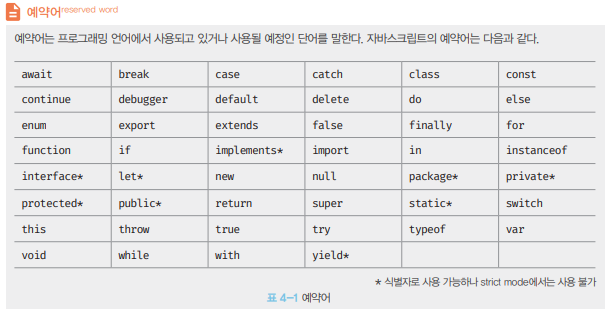 예약어reserved word
예약어는 프로그래밍 언어에서 사용되고 있거나 사용될 예정인 단어를 말한다. 자바스크립트의 예약어는 다음과 같다.
await break case catch class const
continue debugger default delete do else
enum export extends false finally for
function if implements* import in instanceof
interface* let* new null package* private*
protected* public* return super static* switch
this throw true try typeof var
void while with yield*
* 식별자로 사용 가능하나 strict mode에서는 사용 불가
표 4-1 예약어